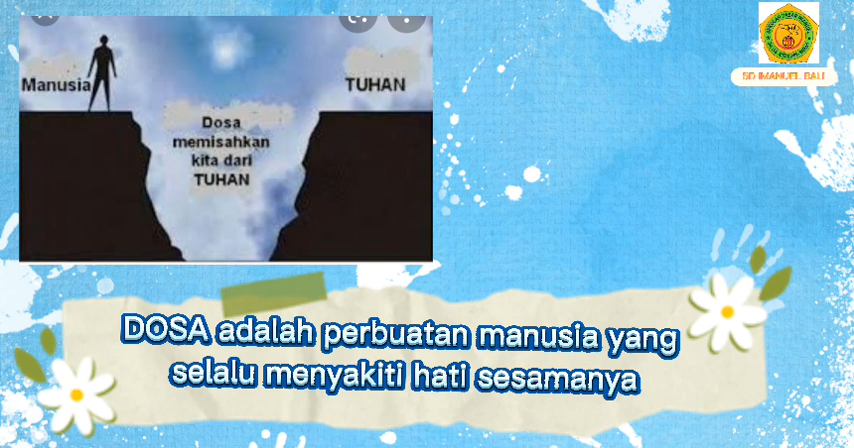 SD IMANUEL BALI
Manusia
TUHAN
Dosa
memisahkan
kita dari
TUHAN
DOSA adalah perbuatan manusia yang
selalu menyakiti hati sesamanya